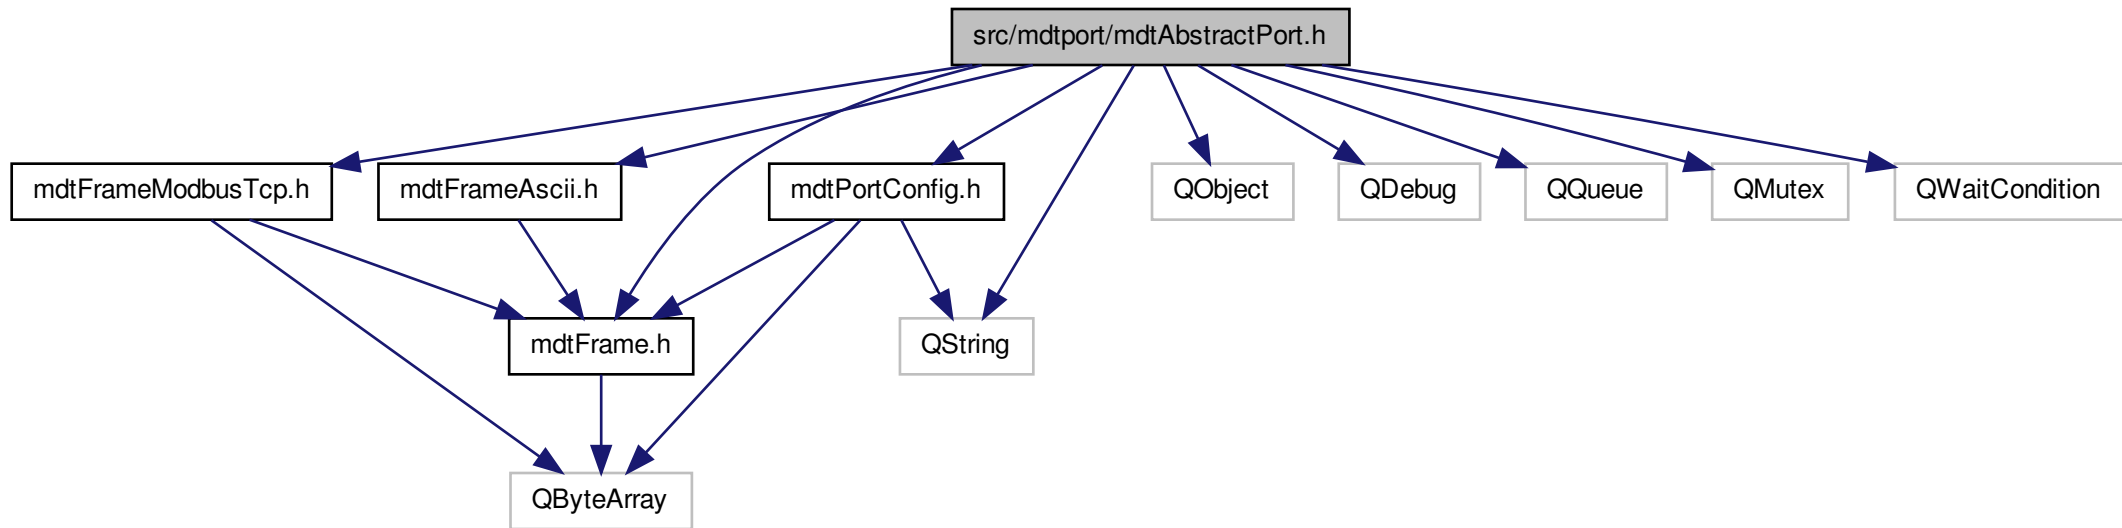 src/mdtport/mdtAbstractPort.h
mdtFrameModbusTcp.h
mdtFrameAscii.h
mdtPortConfig.h
QObject
QDebug
QQueue
QMutex
QWaitCondition
mdtFrame.h
QString
QByteArray